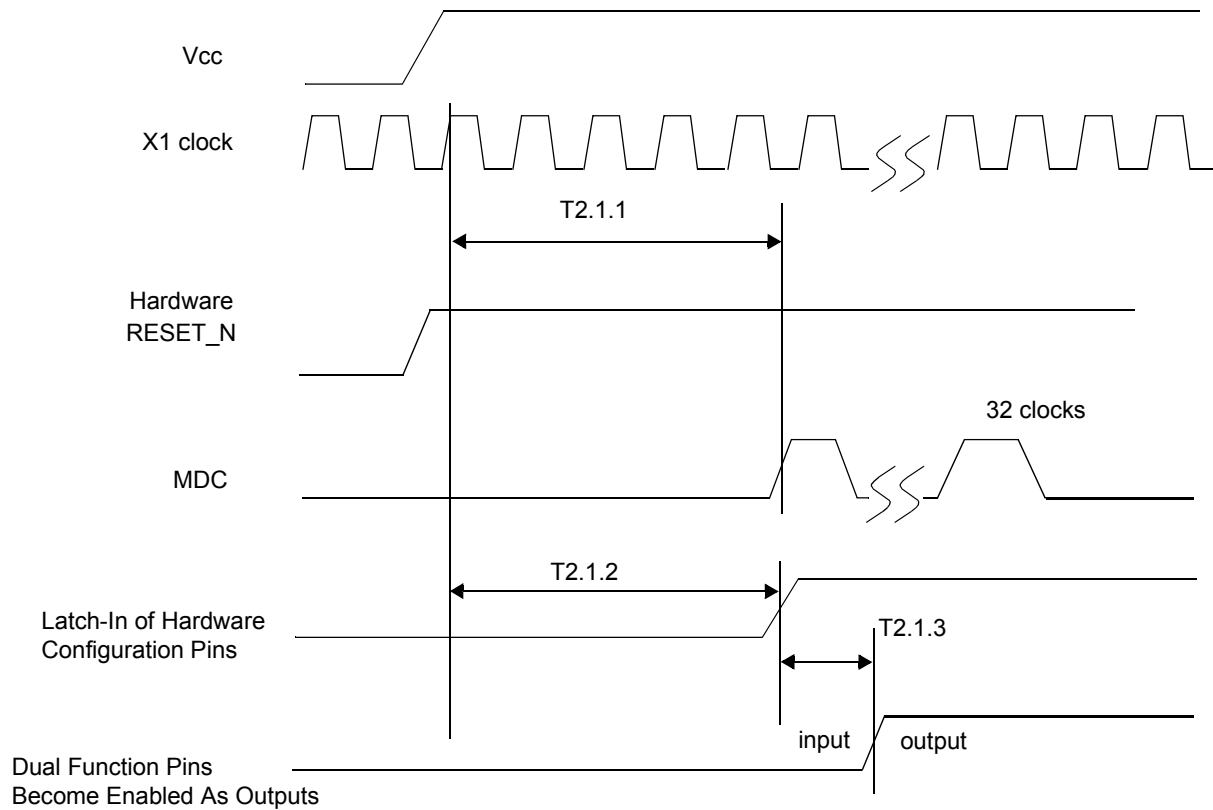 Vcc
X1 clock
T2.1.1
Hardware
RESET_N
32 clocks
MDC
T2.1.2
Latch-In of Hardware
Configuration Pins
T2.1.3
input
output
Dual Function Pins
Become Enabled As Outputs